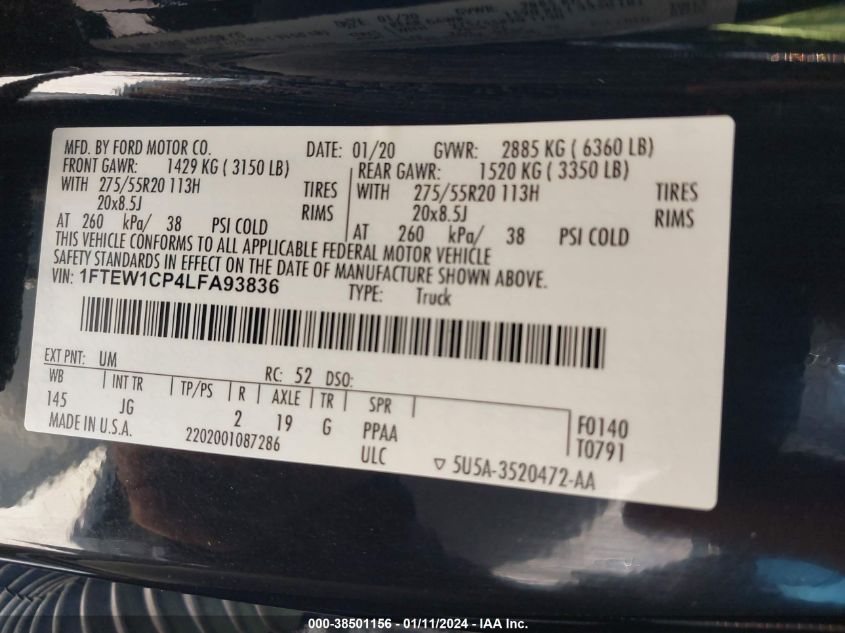 MFD. BY FORD MOTOR CO. DATE: 01/20 GVWR: 2885 KG ( 6360 LB)
FRONT GAWR: 1429 KG ( 3150 LB) REAR GAWR: 1520 KG ( 3350 LB)
WITH 275/55R20 113H TIRES WITH 275/55R20 113H TIRES
20x8.5J RIMS 20x8.5J RIMS
AT 260 kPa/ 38 PSI COLD AT 260 kPa/ 38 PSI COLD
THIS VEHICLE CONFORMS TO ALL APPLICABLE FEDERAL MOTOR VEHICLE
SAFETY STANDARDS IN EFFECT ON THE DATE OF MANUFACTURE SHOWN ABOVE.
VIN: 1FTEW1CP4LFA93836 TYPE: Truck
EXT PNT: UM RC: 52 DSO:
WB INT TR TP/PS R AXLE TR SPR
145 JG 2 19 G PPAA F0140
MADE IN U.S.A. 2202001087286 ULC T0791
▽ 5U5A-3520472-AA
000-38501156 - 01/11/2024 - IAA Inc.